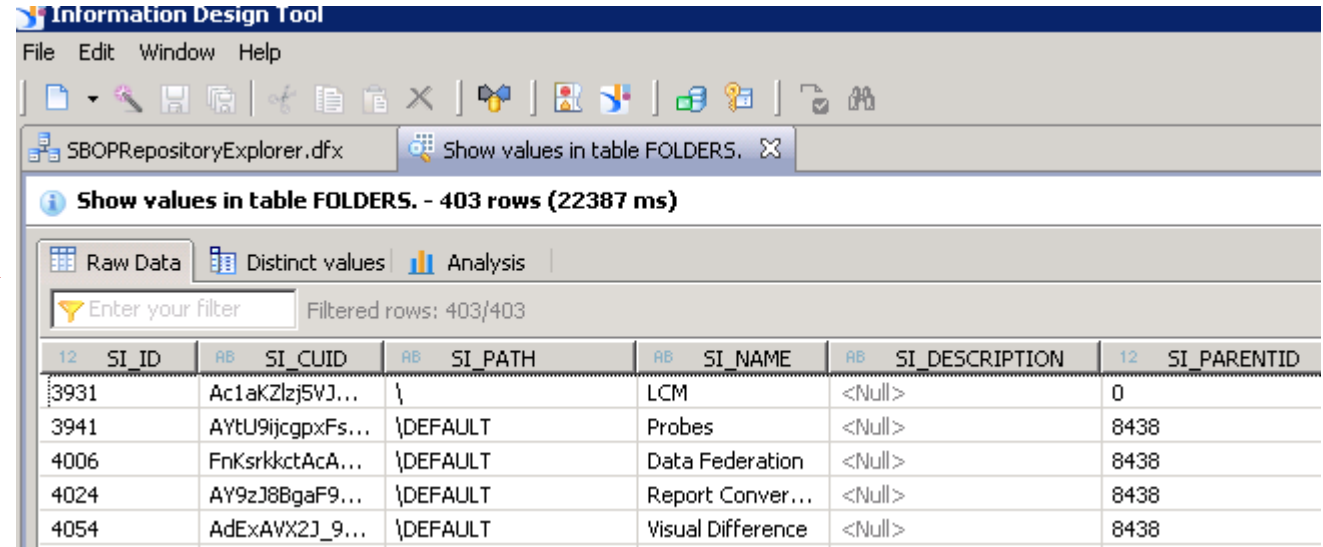 Information Design Tool
File Edit Window Help
SBOPRepositoryExplorer.dfx Show values in table FOLDERS.
Show values in table FOLDERS. - 403 rows (22387 ms)
Raw Data Distinct values Analysis
Enter your filter Filtered rows: 403/403
12 SI_ID AB SI_CUID AB SI_PATH AB SI_NAME AB SI_DESCRIPTION 12 SI_PARENTID
3931 Ac1aKZlzj5VJ... \ LCM <Null> 0
3941 AYtU9ijcgpxFs... \DEFAULT Probes <Null> 8438
4006 FnKsrkkctAcA... \DEFAULT Data Federation <Null> 8438
4024 AY9zJ8BgaF9... \DEFAULT Report Conver... <Null> 8438
4054 AdExAVX2J_9... \DEFAULT Visual Difference <Null> 8438